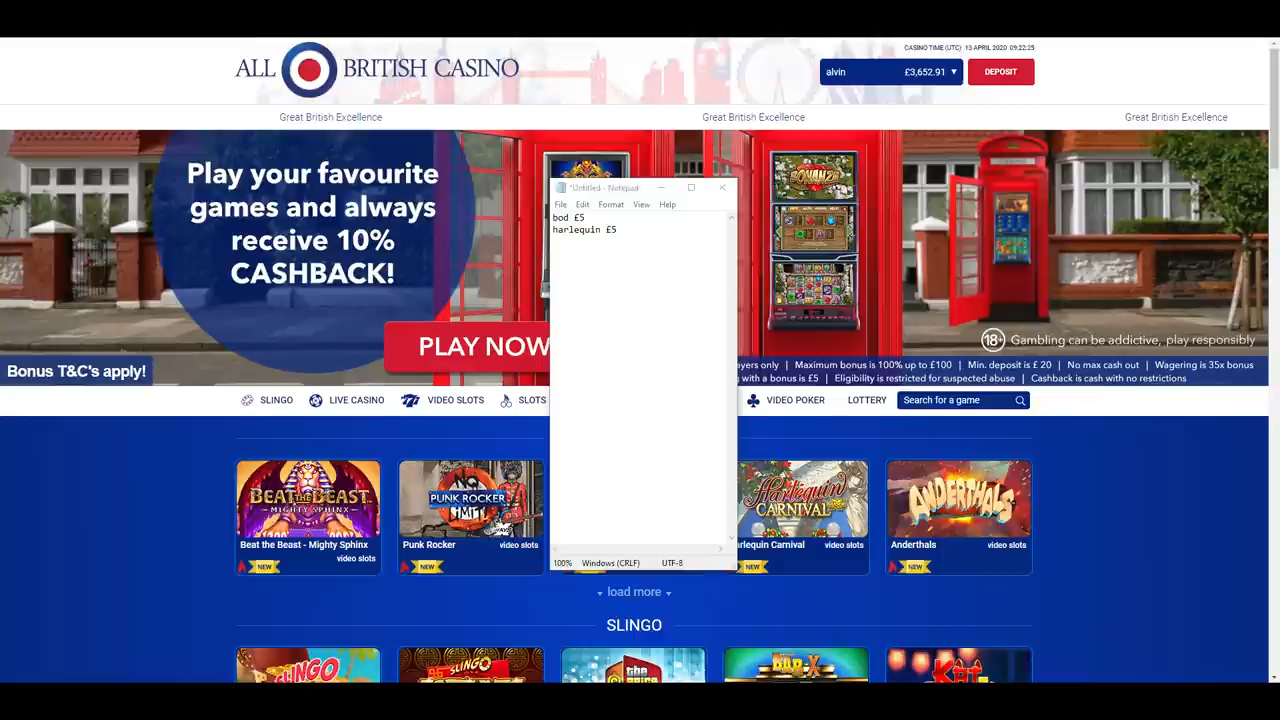 CASINO TIME (UTC) 13 APRIL 2020 09:22:25
ALL BRITISH CASINO
alvin £3,652.91 ▼
DEPOSIT
Great British Excellence
Great British Excellence
Great British Excellence
Play your favourite
games and always
receive 10%
CASHBACK!
PLAY NOW
Bonus T&C's apply!
BONANZA
18+ Gambling can be addictive, play responsibly
ayers only | Maximum bonus is 100% up to £100 | Min. deposit is £ 20 | No max cash out | Wagering is 35x bonus
g with a bonus is £5 | Eligibility is restricted for suspected abuse | Cashback is cash with no restrictions
*Untitled - Notepad
File Edit Format View Help
bod £5
harlequin £5
100% Windows (CRLF) UTF-8
SLINGO
LIVE CASINO
VIDEO SLOTS
SLOTS
VIDEO POKER
LOTTERY
Search for a game
BEAT THE BEAST
MIGHTY SPHINX
Beat the Beast - Mighty Sphinx
video slots
NEW
NO
PUNK ROCKER
LIMIT
Punk Rocker
video slots
NEW
Harlequin
CARNIVAL
rlequin Carnival
video slots
NEW
ANDERTHALS
Anderthals
video slots
NEW
▾ load more ▾
SLINGO
SLINGO
SLINGO
the
BAR-X